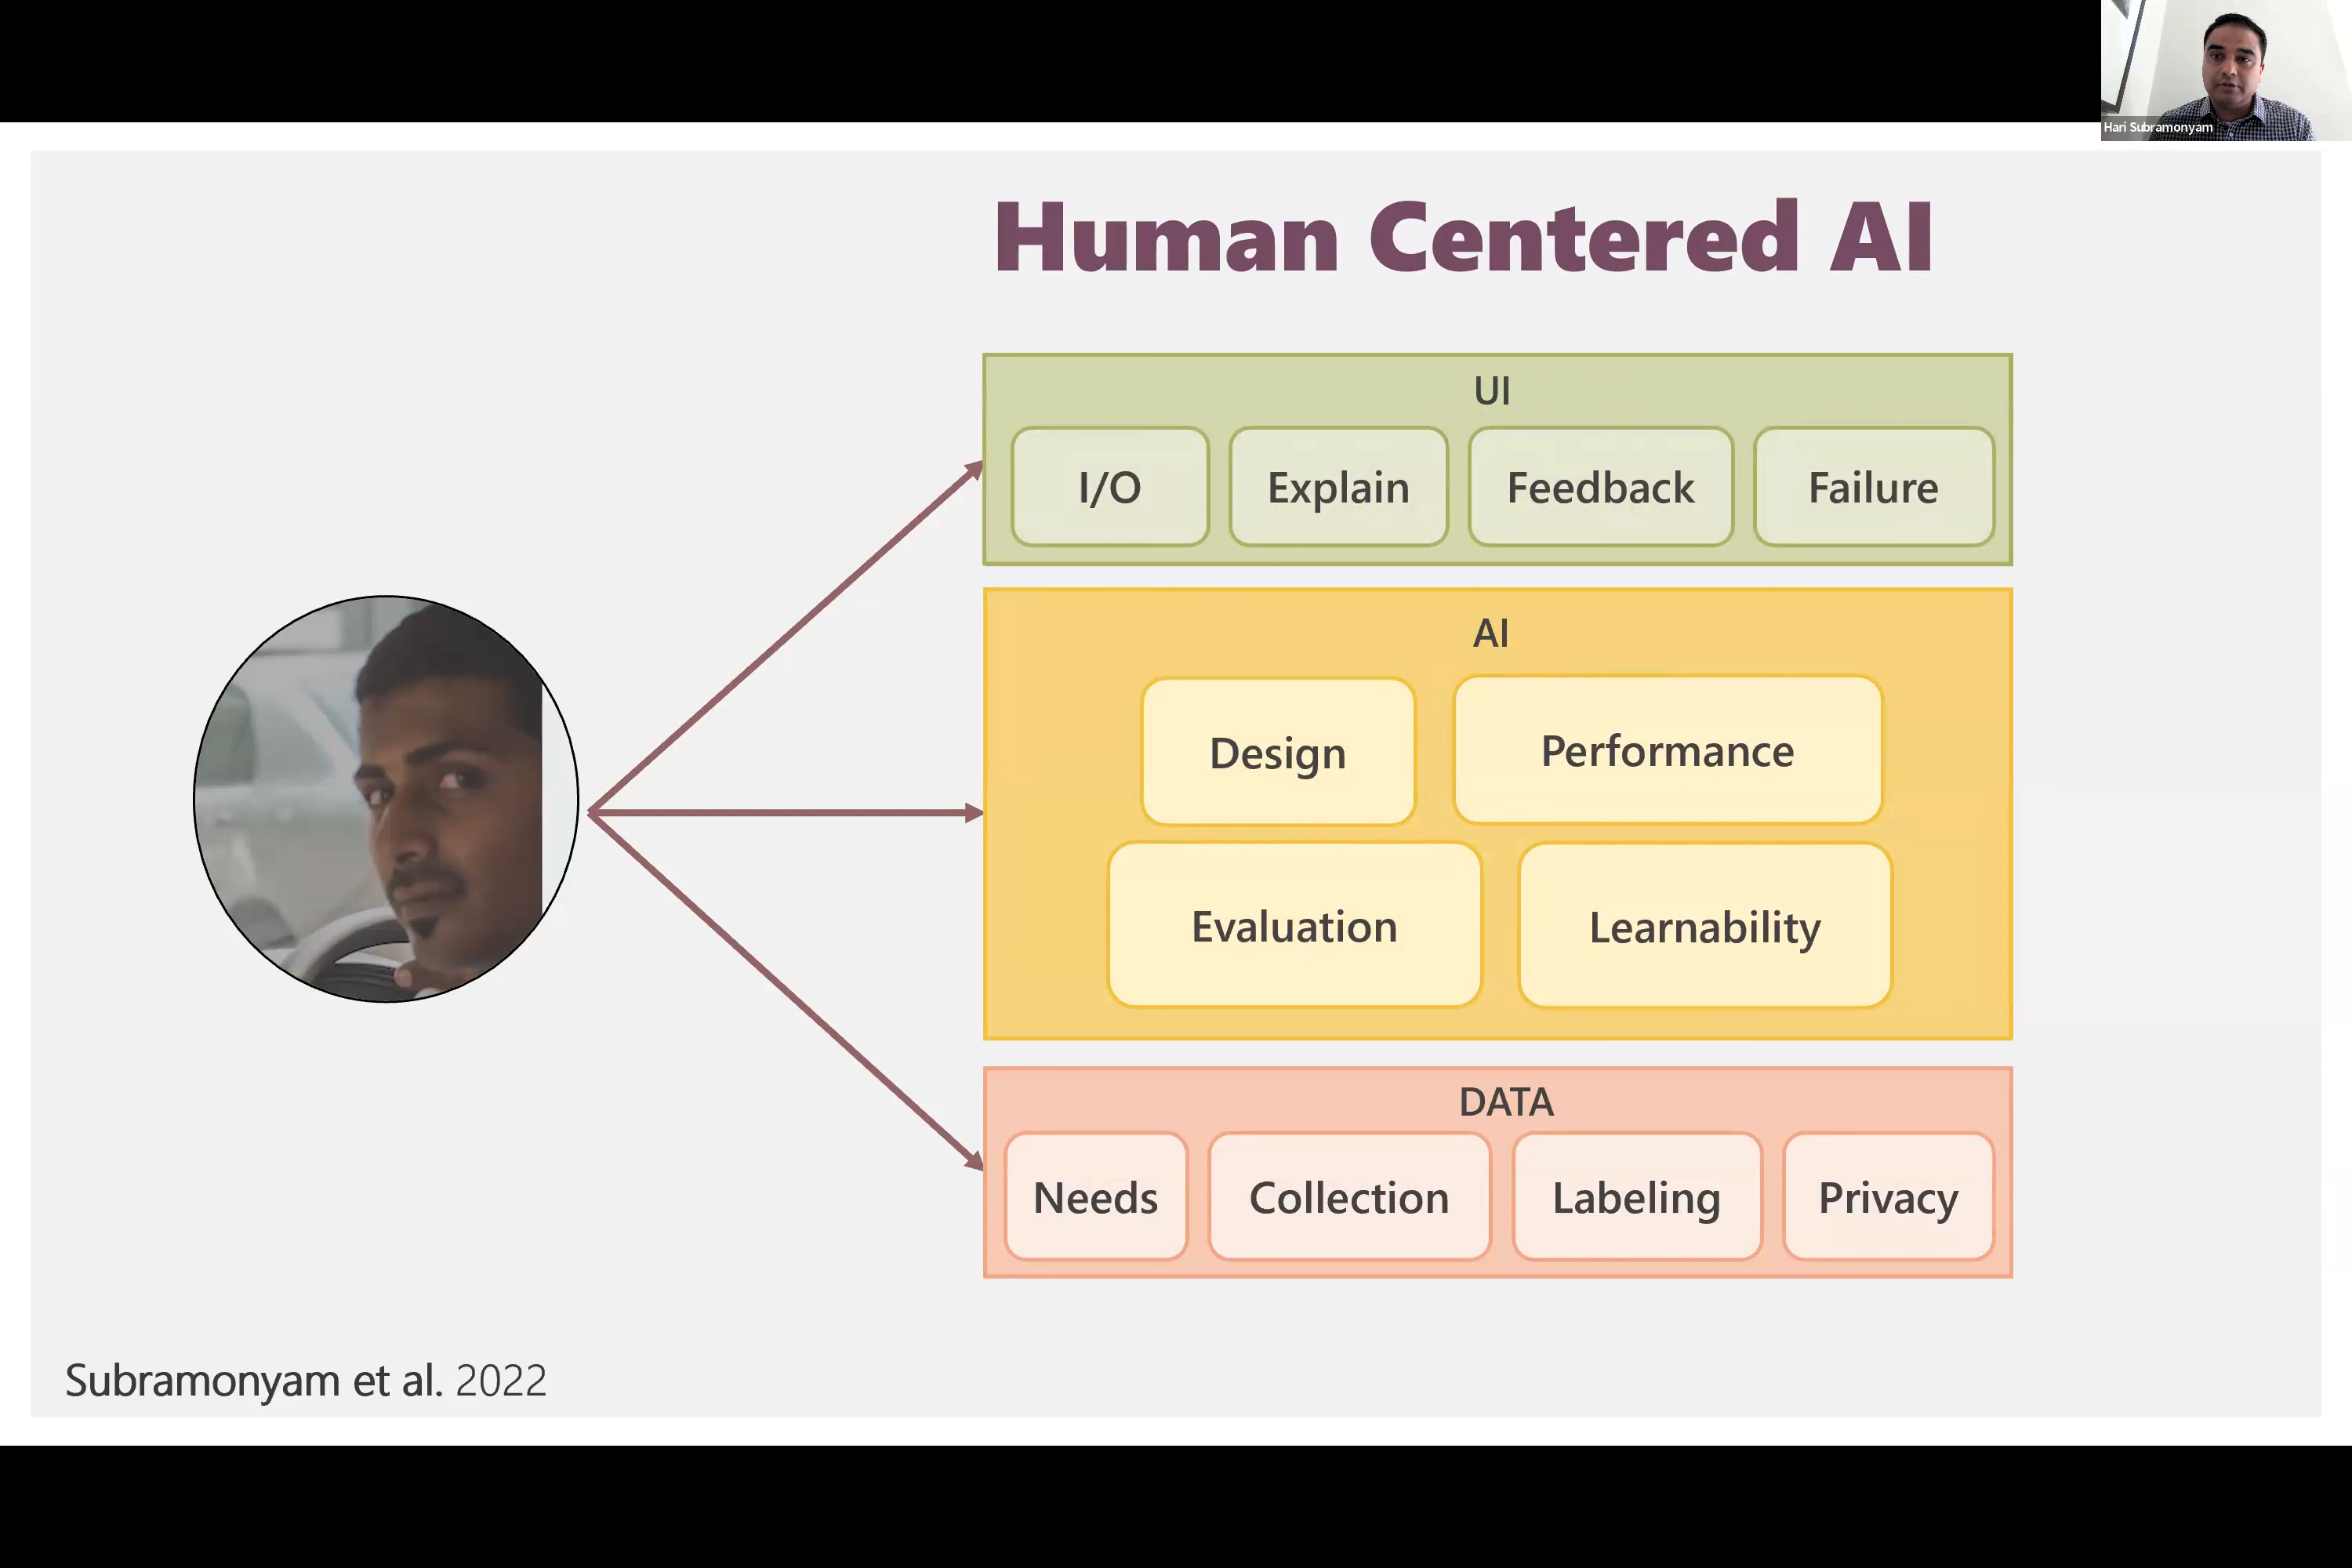 Hari Subramonyam
Human Centered AI
UI
I/O Explain Feedback Failure
AI
Design Performance
Evaluation Learnability
DATA
Needs Collection Labeling Privacy
Subramonyam et al. 2022